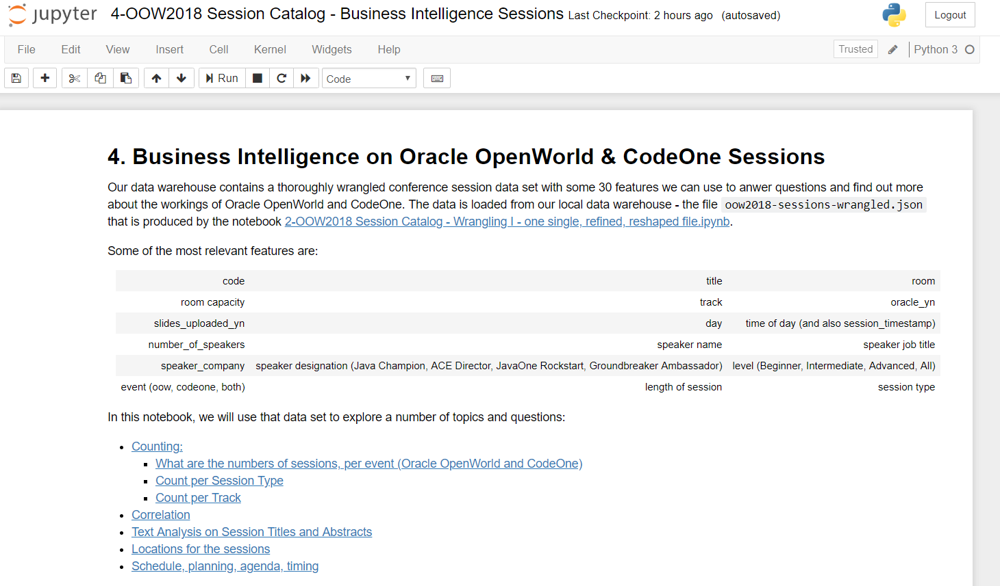 jupyter 4-OOW2018 Session Catalog - Business Intelligence Sessions Last Checkpoint: 2 hours ago (autosaved) Logout
File Edit View Insert Cell Kernel Widgets Help Trusted Python 3
Run Code
4. Business Intelligence on Oracle OpenWorld & CodeOne Sessions
Our data warehouse contains a thoroughly wrangled conference session data set with some 30 features we can use to anwer questions and find out more
about the workings of Oracle OpenWorld and CodeOne. The data is loaded from our local data warehouse - the file oow2018-sessions-wrangled.json
that is produced by the notebook 2-OOW2018 Session Catalog - Wrangling I - one single, refined, reshaped file.ipynb.
Some of the most relevant features are:
code title room
room capacity track oracle_yn
slides_uploaded_yn day time of day (and also session_timestamp)
number_of_speakers speaker name speaker job title
speaker_company speaker designation (Java Champion, ACE Director, JavaOne Rockstart, Groundbreaker Ambassador) level (Beginner, Intermediate, Advanced, All)
event (oow, codeone, both) length of session session type
In this notebook, we will use that data set to explore a number of topics and questions:
Counting:
What are the numbers of sessions, per event (Oracle OpenWorld and CodeOne)
Count per Session Type
Count per Track
Correlation
Text Analysis on Session Titles and Abstracts
Locations for the sessions
Schedule, planning, agenda, timing